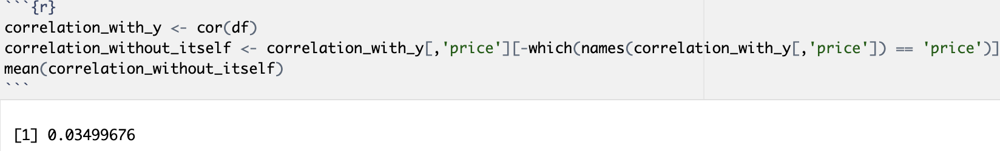 ```{r}
correlation_with_y <- cor(df)
correlation_without_itself <- correlation_with_y[,'price'][-which(names(correlation_with_y[,'price']) == 'price')]
mean(correlation_without_itself)
```
[1] 0.03499676